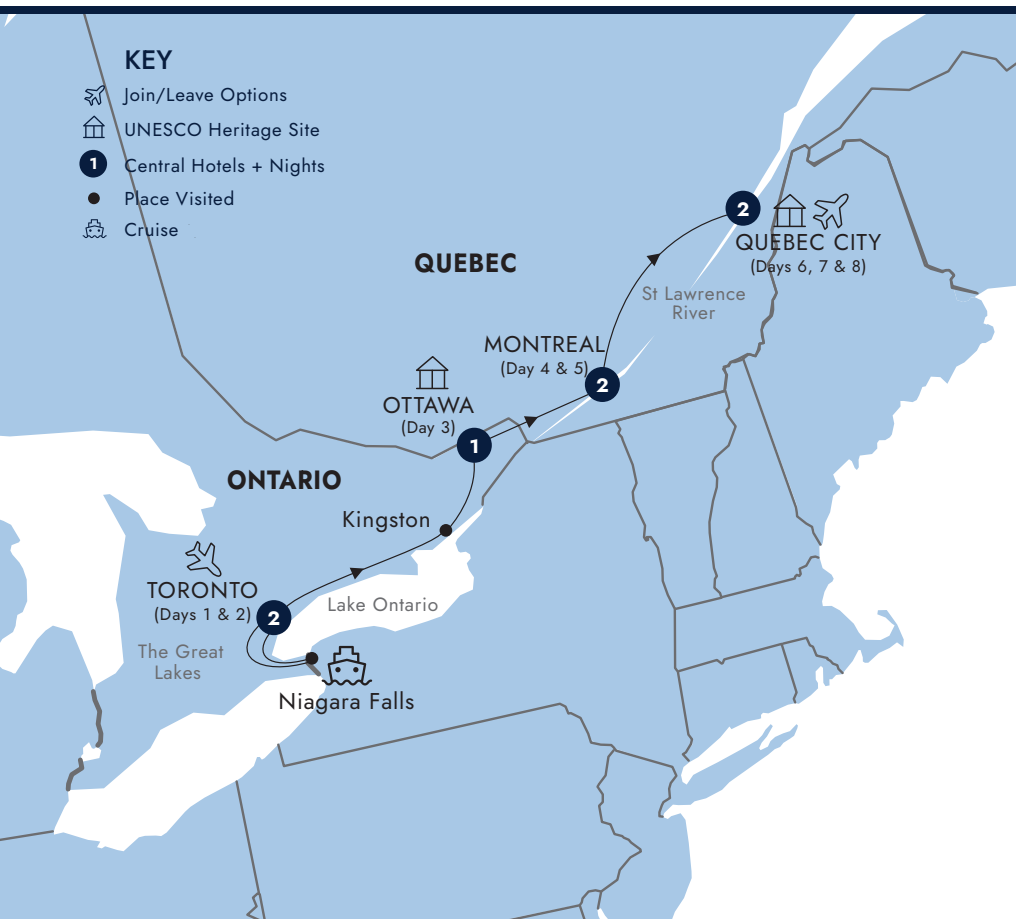 KEY
Join/Leave Options
UNESCO Heritage Site
1 Central Hotels + Nights
Place Visited
Cruise
2
QUEBEC CITY
(Days 6, 7 & 8)
QUEBEC
St Lawrence
River
MONTREAL
(Day 4 & 5)
2
OTTAWA
(Day 3)
1
ONTARIO
Kingston
TORONTO
(Days 1 & 2)
2
Lake Ontario
The Great
Lakes
Niagara Falls